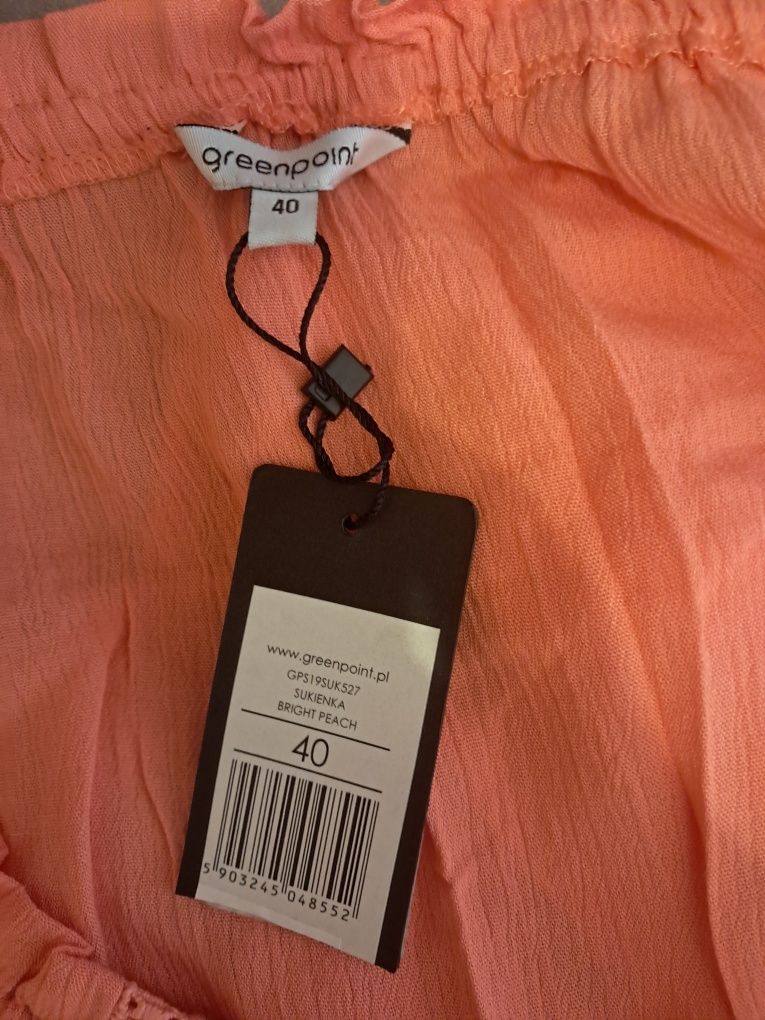 greenpoint
40
www.greenpoint.pl
GPS19SUK527
SUKIENKA
BRIGHT PEACH
40
5 903245 048552